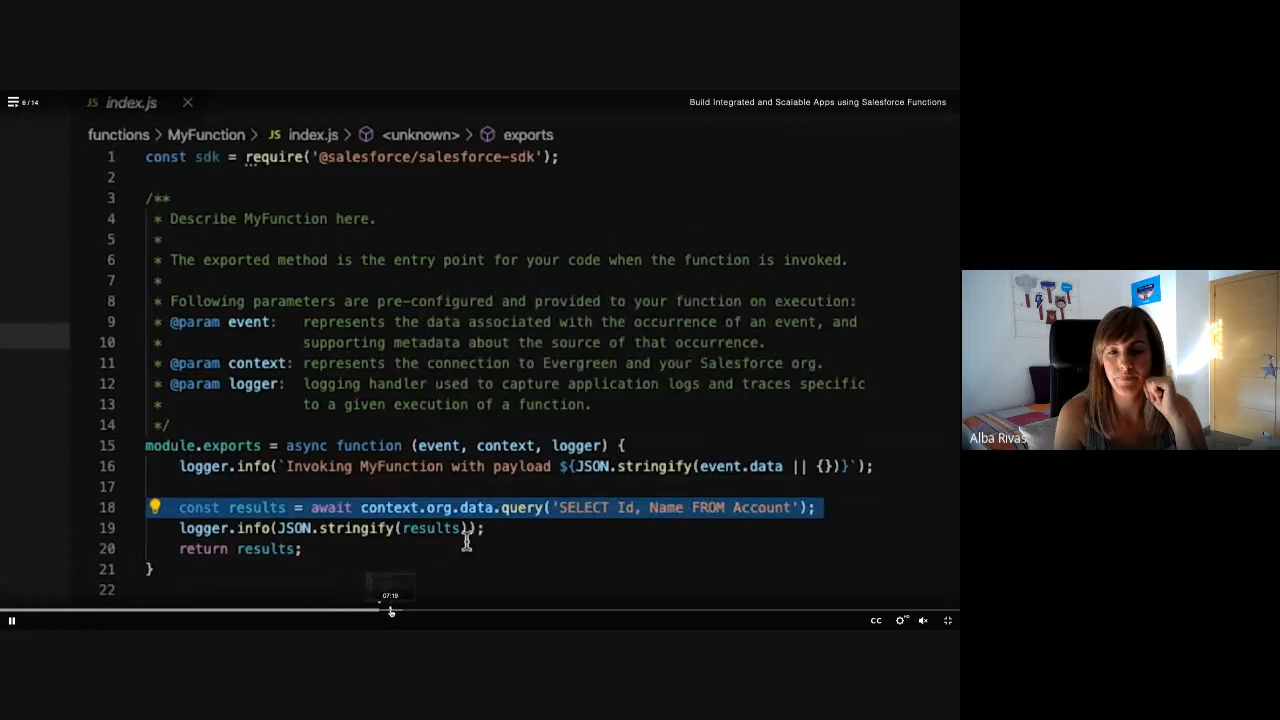 6 / 14
JS index.js
Build Integrated and Scalable Apps using Salesforce Functions
functions > MyFunction > JS index.js > <unknown> > exports
1 const sdk = require('@salesforce/salesforce-sdk');
2
3 /**
4 * Describe MyFunction here.
5 *
6 * The exported method is the entry point for your code when the function is invoked.
7 *
8 * Following parameters are pre-configured and provided to your function on execution:
9 * @param event: represents the data associated with the occurrence of an event, and
10 * supporting metadata about the source of that occurrence.
11 * @param context: represents the connection to Evergreen and your Salesforce org.
12 * @param logger: logging handler used to capture application logs and traces specific
13 * to a given execution of a function.
14 */
15 module.exports = async function (event, context, logger) {
16 logger.info(`Invoking MyFunction with payload ${JSON.stringify(event.data || {})}`);
17
18 const results = await context.org.data.query('SELECT Id, Name FROM Account');
19 logger.info(JSON.stringify(results));
20 return results;
21 }
22
07:19
CC
HD
Alba Rivas